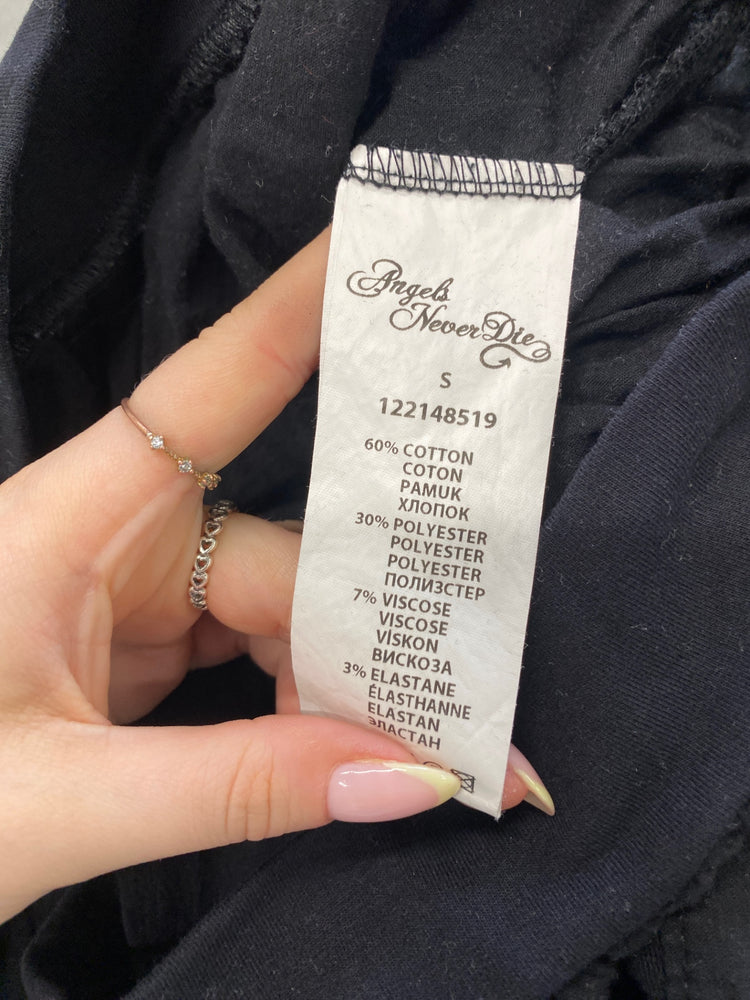 Angels
Never Die
S
122148519
60% COTTON
COTON
PAMUK
ХЛОПОК
30% POLYESTER
POLYESTER
POLYESTER
ПОЛИЗСТЕР
7% VISCOSE
VISCOSE
VİSKON
ВИСКОЗА
3% ELASTANE
ÉLASTHANNE
ELASTAN
ЭЛАСТАН